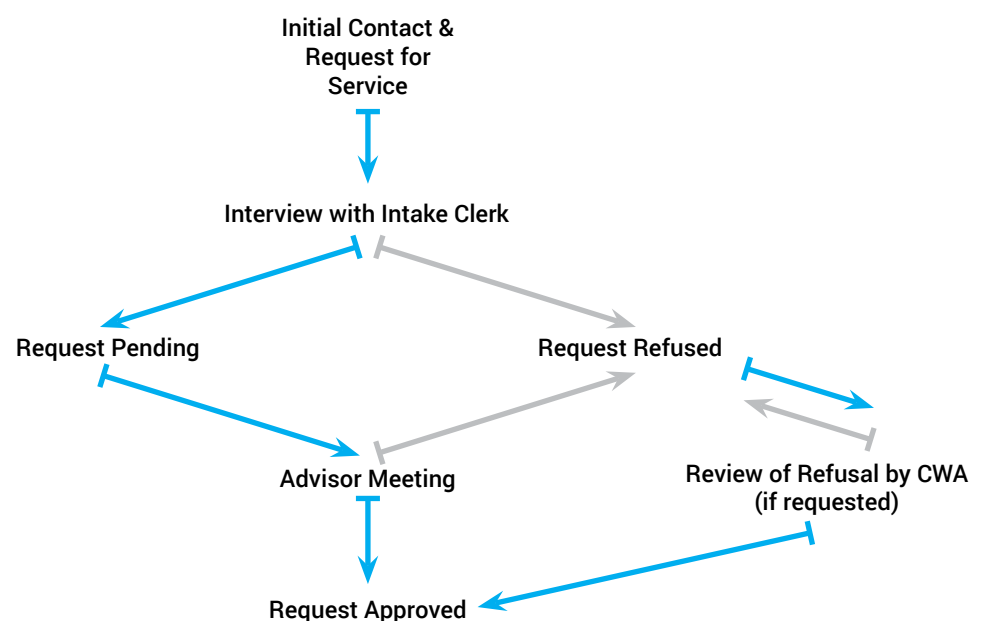 Initial Contact &
Request for
Service
Interview with Intake Clerk
Request Pending
Request Refused
Advisor Meeting
Review of Refusal by CWA
(if requested)
Request Approved